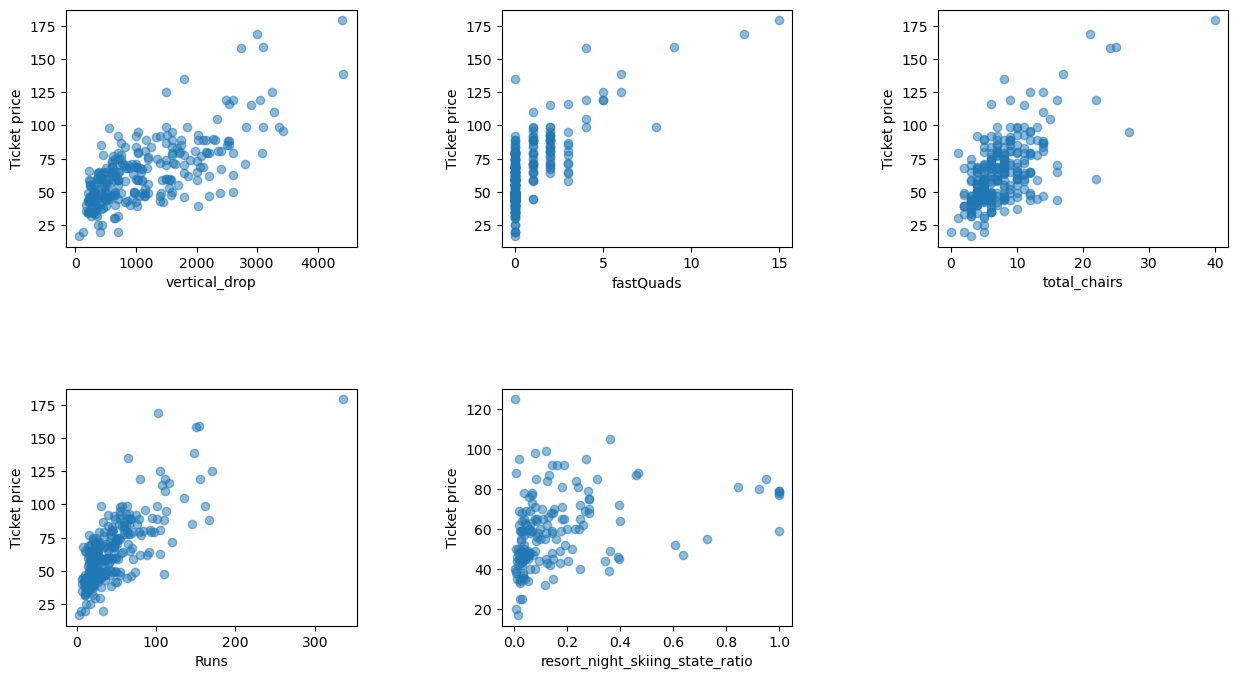 Ticket price
175
150
125
100
75
50
25
0 1000 2000 3000 4000
vertical_drop
Ticket price
175
150
125
100
75
50
25
0 5 10 15
fastQuads
Ticket price
175
150
125
100
75
50
25
0 10 20 30 40
total_chairs
Ticket price
175
150
125
100
75
50
25
0 100 200 300
Runs
Ticket price
120
100
80
60
40
20
0.0 0.2 0.4 0.6 0.8 1.0
resort_night_skiing_state_ratio